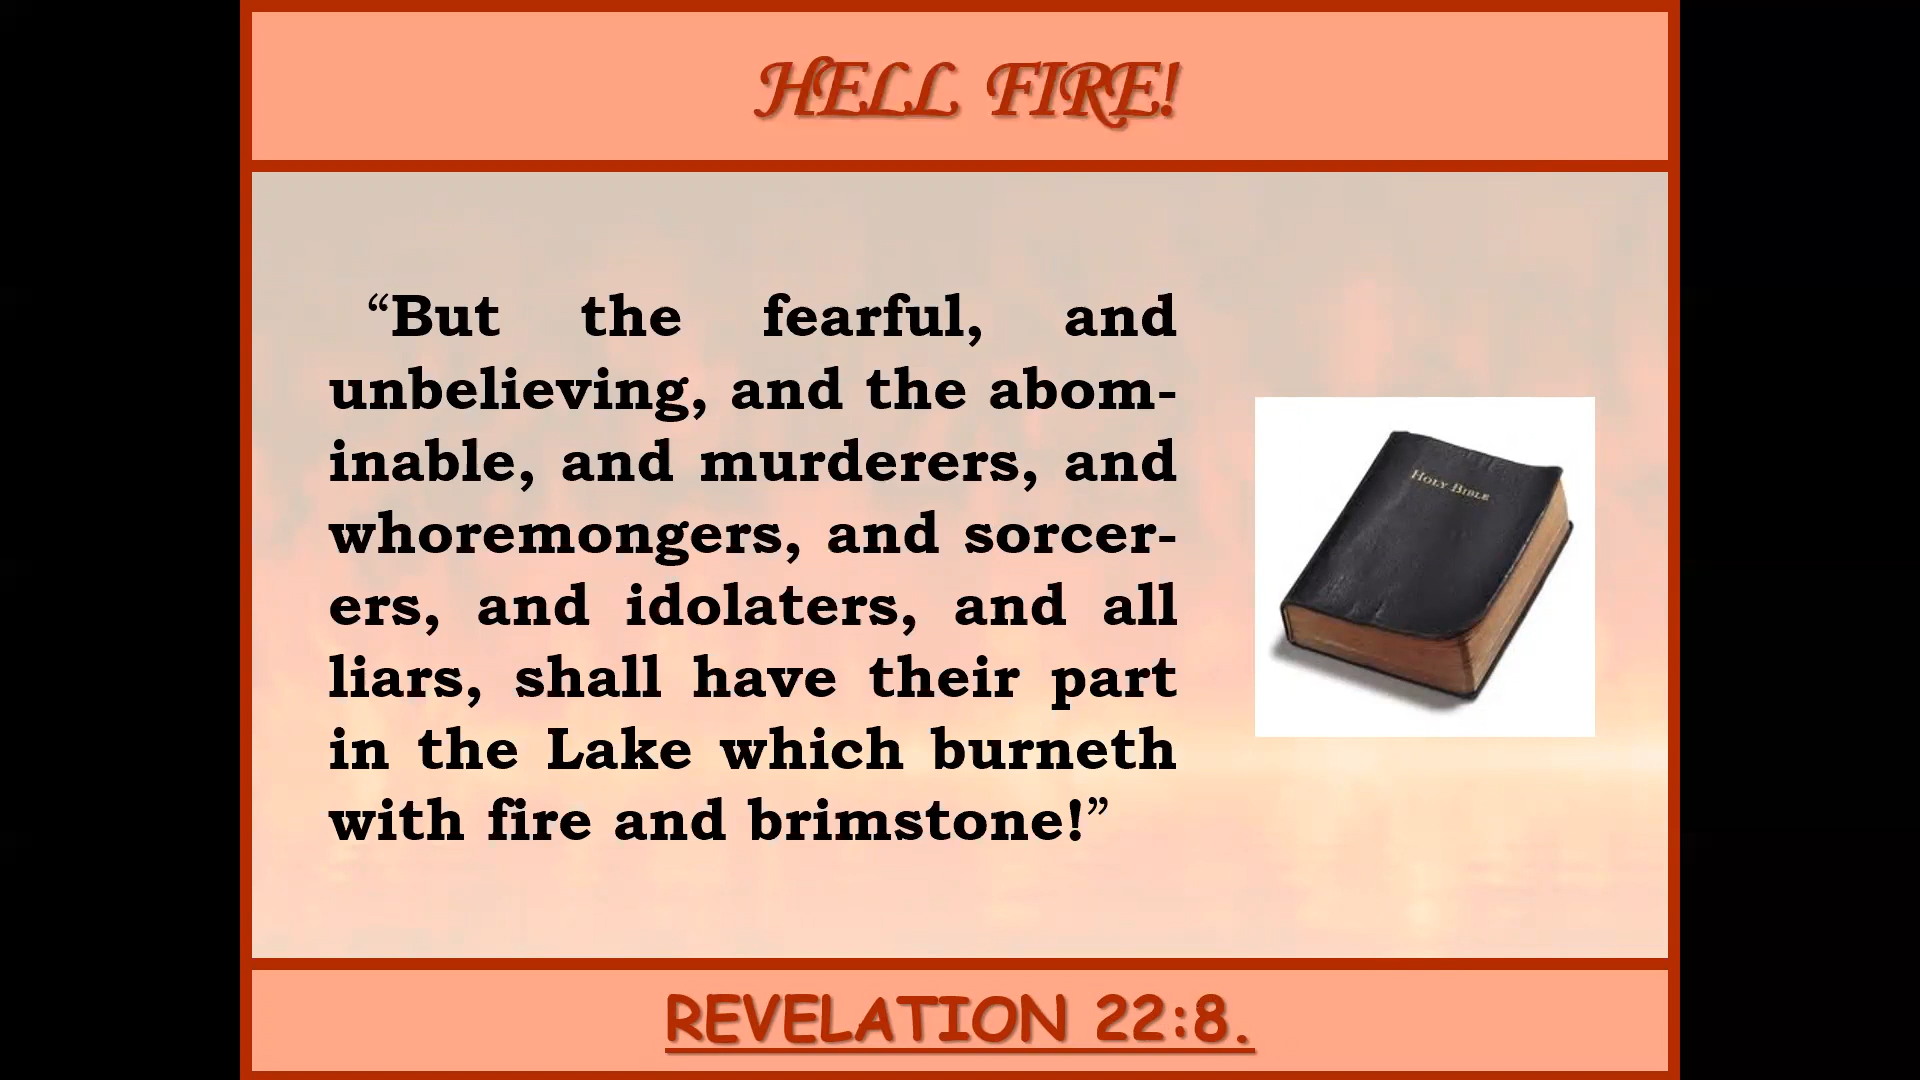 HELL FIRE!
“But the fearful, and
unbelieving, and the abom-
inable, and murderers, and
whoremongers, and sorcer-
ers, and idolaters, and all
liars, shall have their part
in the Lake which burneth
with fire and brimstone!”
HOLY BIBLE
REVELATION 22:8.